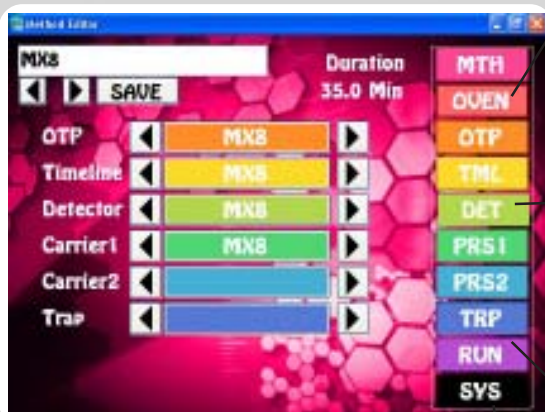 Method Editor
MX8
SAVE
Duration
35.0 Min
OTP MX8
Timeline MX8
Detector MX8
Carrier1 MX8
Carrier2
Trap
MTH
OVEN
OTP
TML
DET
PRS1
PRS2
TRP
RUN
SYS